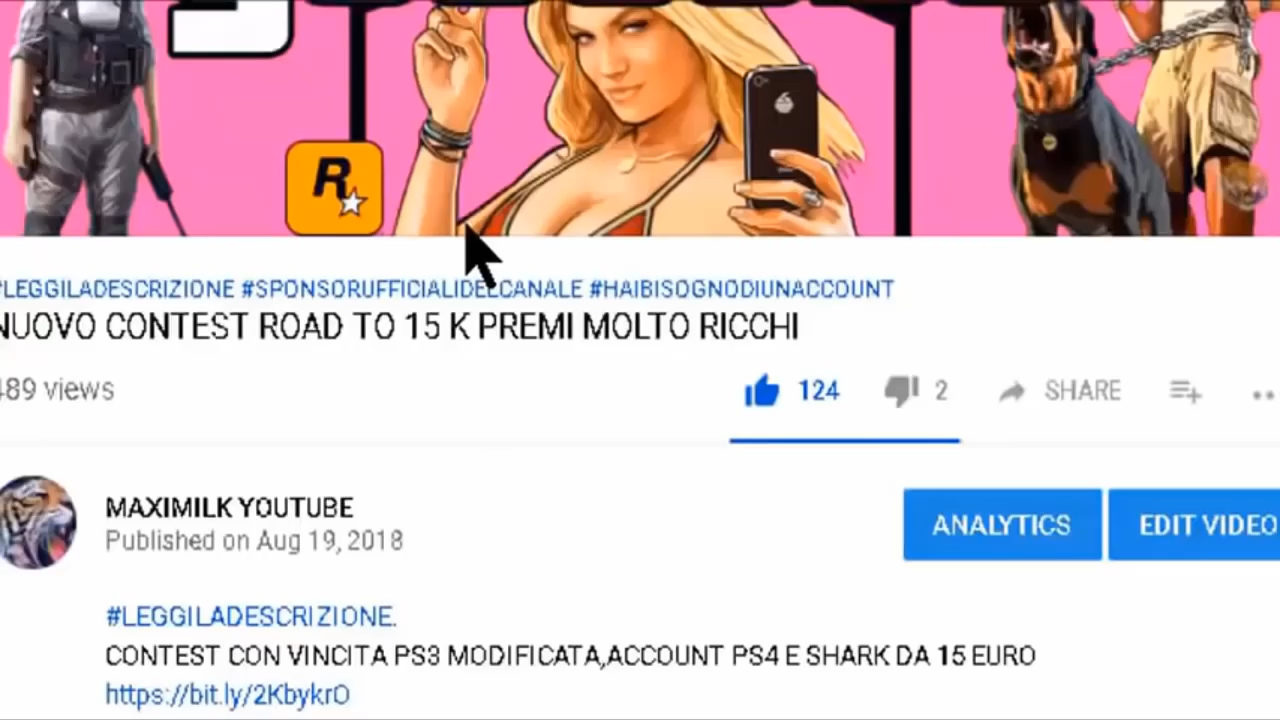 R
#LEGGILADESCRIZIONE #SPONSORUFFICIALIDELCANALE #HAIBISOGNODIUNACCOUNT
NUOVO CONTEST ROAD TO 15 K PREMI MOLTO RICCHI
489 views
124
2
SHARE
MAXIMILK YOUTUBE
Published on Aug 19, 2018
ANALYTICS
EDIT VIDEO
#LEGGILADESCRIZIONE.
CONTEST CON VINCITA PS3 MODIFICATA,ACCOUNT PS4 E SHARK DA 15 EURO
https://bit.ly/2KbykrO